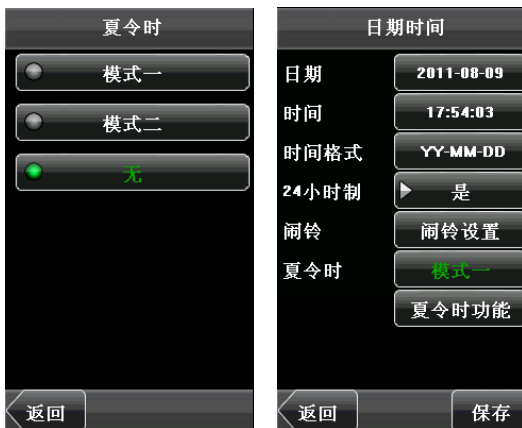 夏令时
模式一
模式二
无
返回
日期时间
日期 2011-08-09
时间 17:54:03
时间格式 YY-MM-DD
24小时制 是
闹铃 闹铃设置
夏令时 模式一
夏令时功能
返回 保存